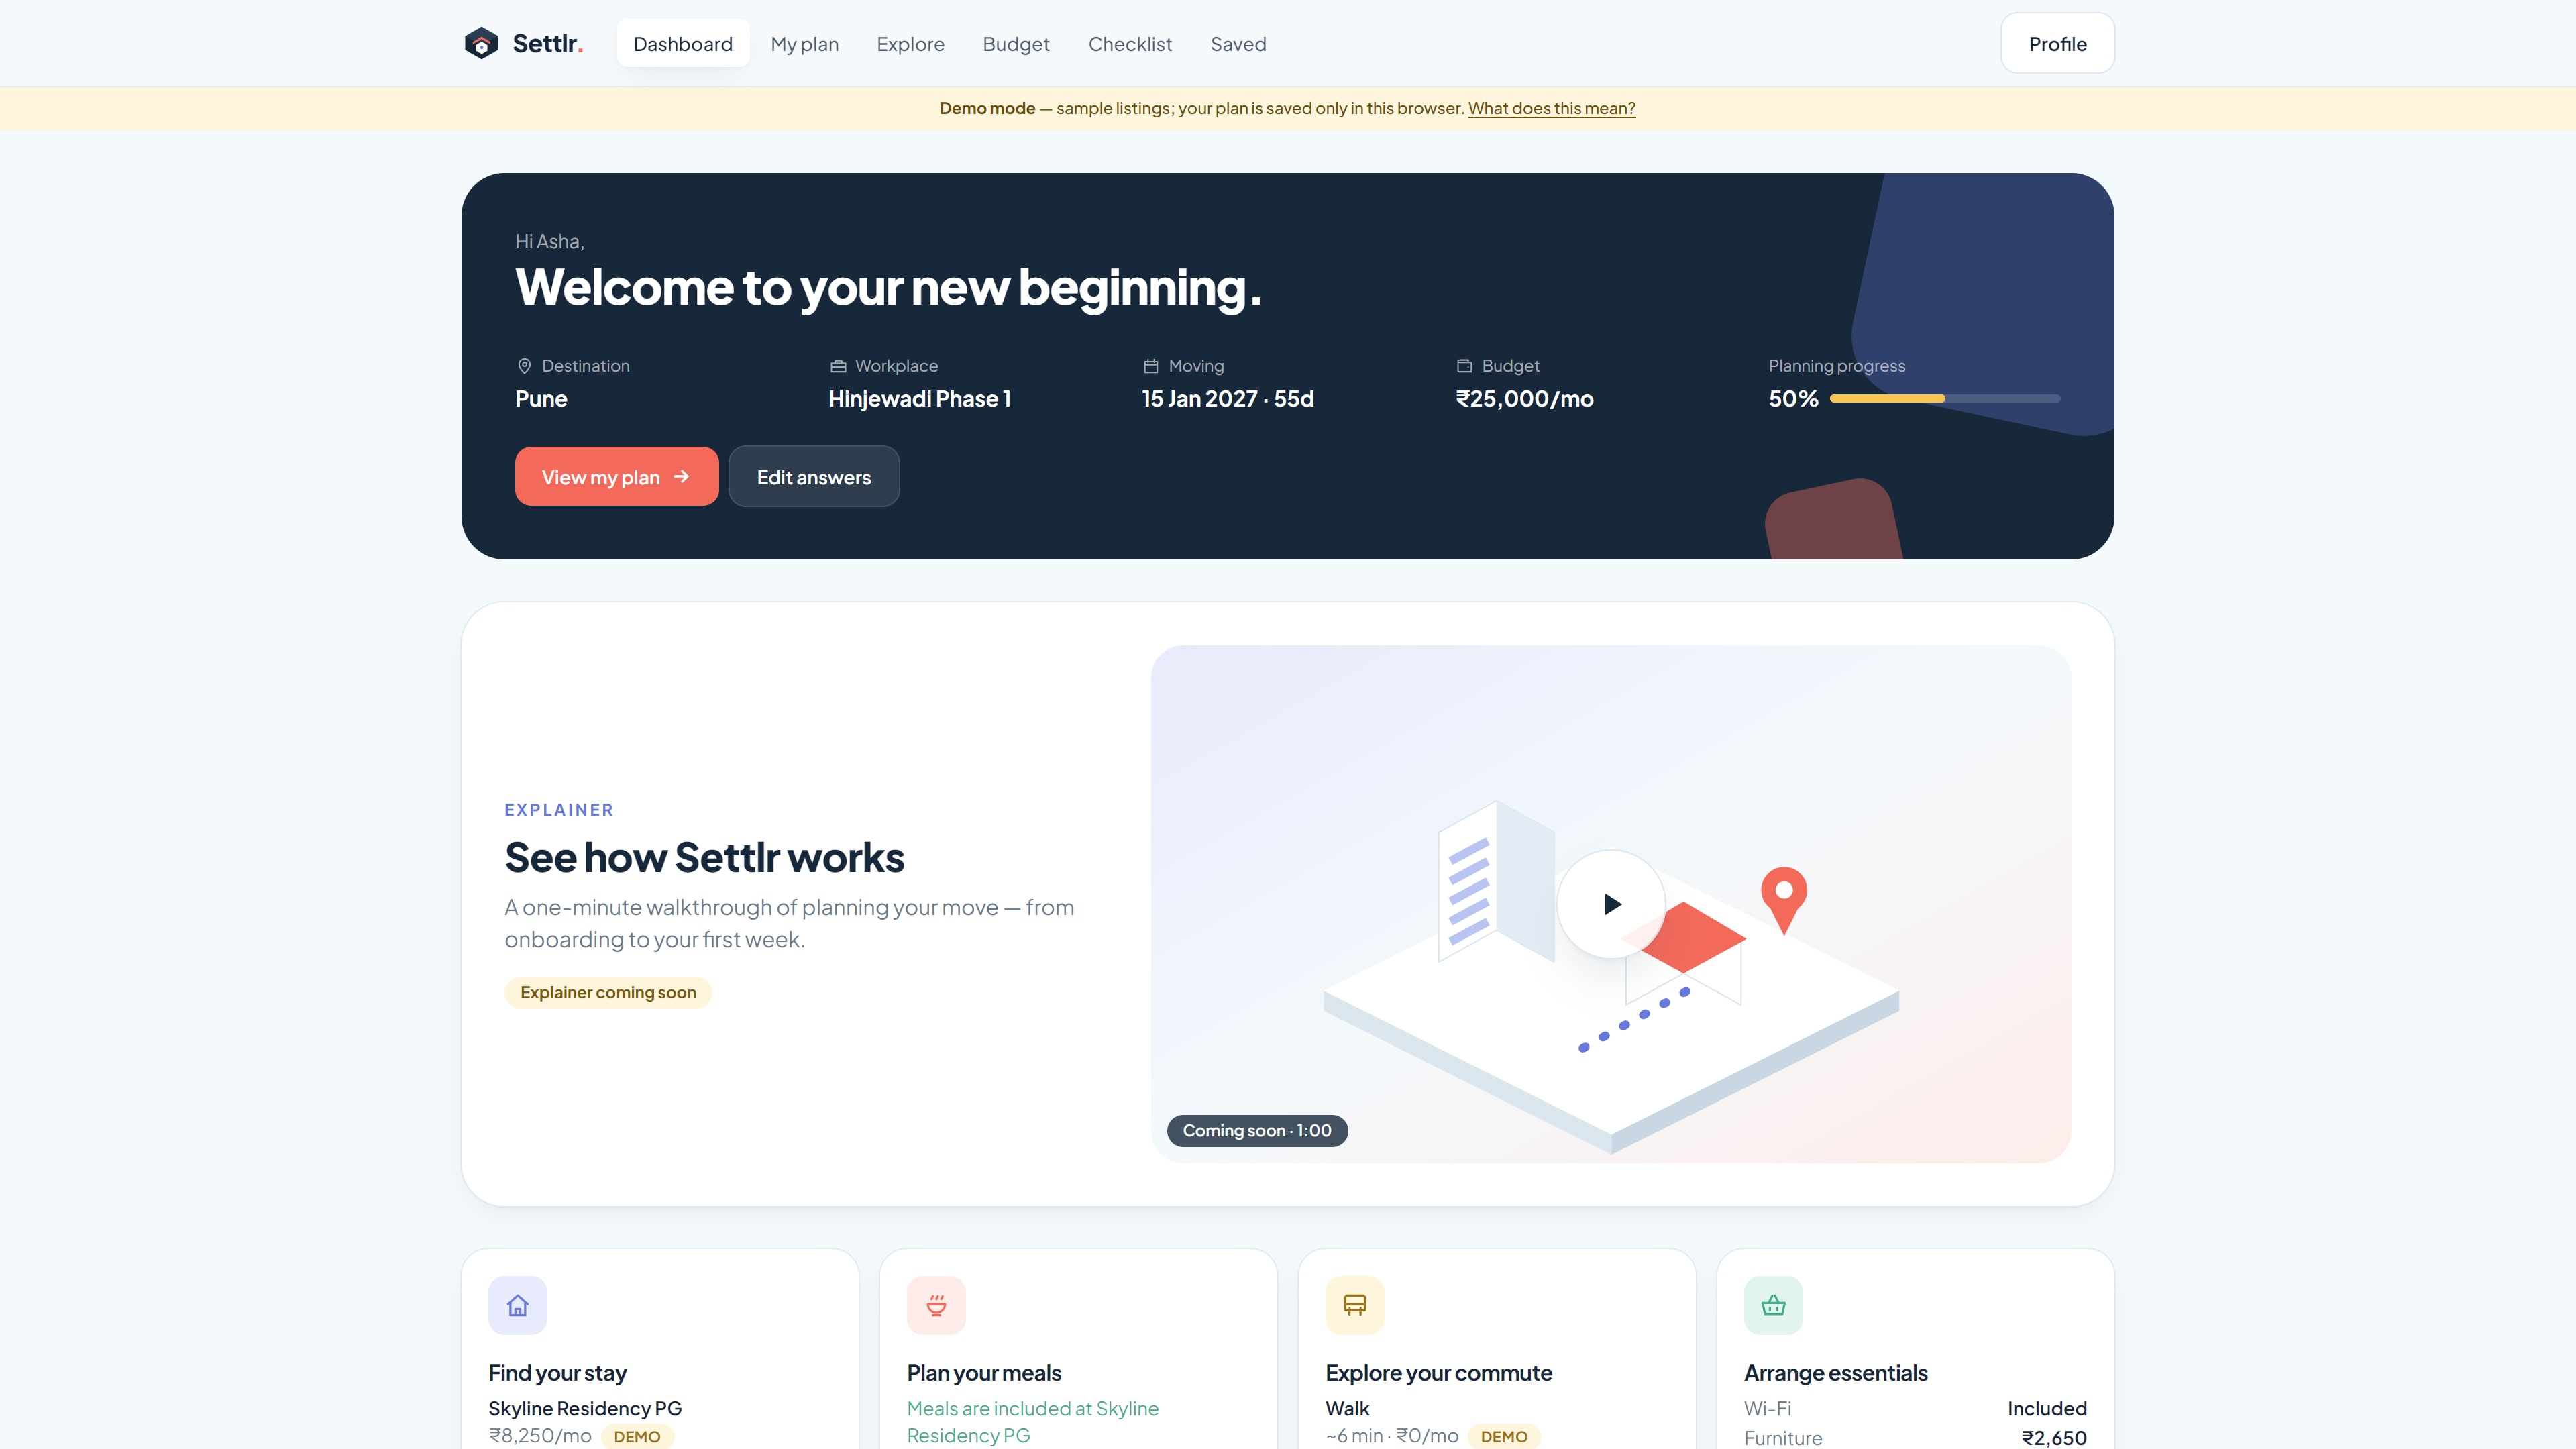 Settlr.
Dashboard
My plan
Explore
Budget
Checklist
Saved
Profile
Demo mode — sample listings; your plan is saved only in this browser. What does this mean?
Hi Asha,
Welcome to your new beginning.
Destination
Pune
Workplace
Hinjewadi Phase 1
Moving
15 Jan 2027 · 55d
Budget
₹25,000/mo
Planning progress
50%
View my plan →
Edit answers
EXPLAINER
See how Settlr works
A one-minute walkthrough of planning your move — from
onboarding to your first week.
Explainer coming soon
Coming soon · 1:00
Find your stay
Skyline Residency PG
₹8,250/mo DEMO
Plan your meals
Meals are included at Skyline
Residency PG
Explore your commute
Walk
~6 min · ₹0/mo DEMO
Arrange essentials
Wi-Fi Included
Furniture ₹2,650